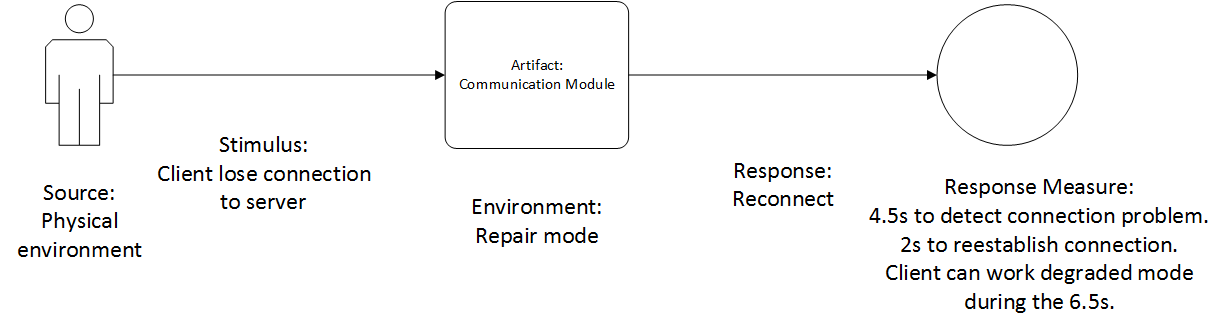 Source:
Physical
environment
Stimulus:
Client lose connection
to server
Artifact:
Communication Module
Environment:
Repair mode
Response:
Reconnect
Response Measure:
4.5s to detect connection problem.
2s to reestablish connection.
Client can work degraded mode
during the 6.5s.